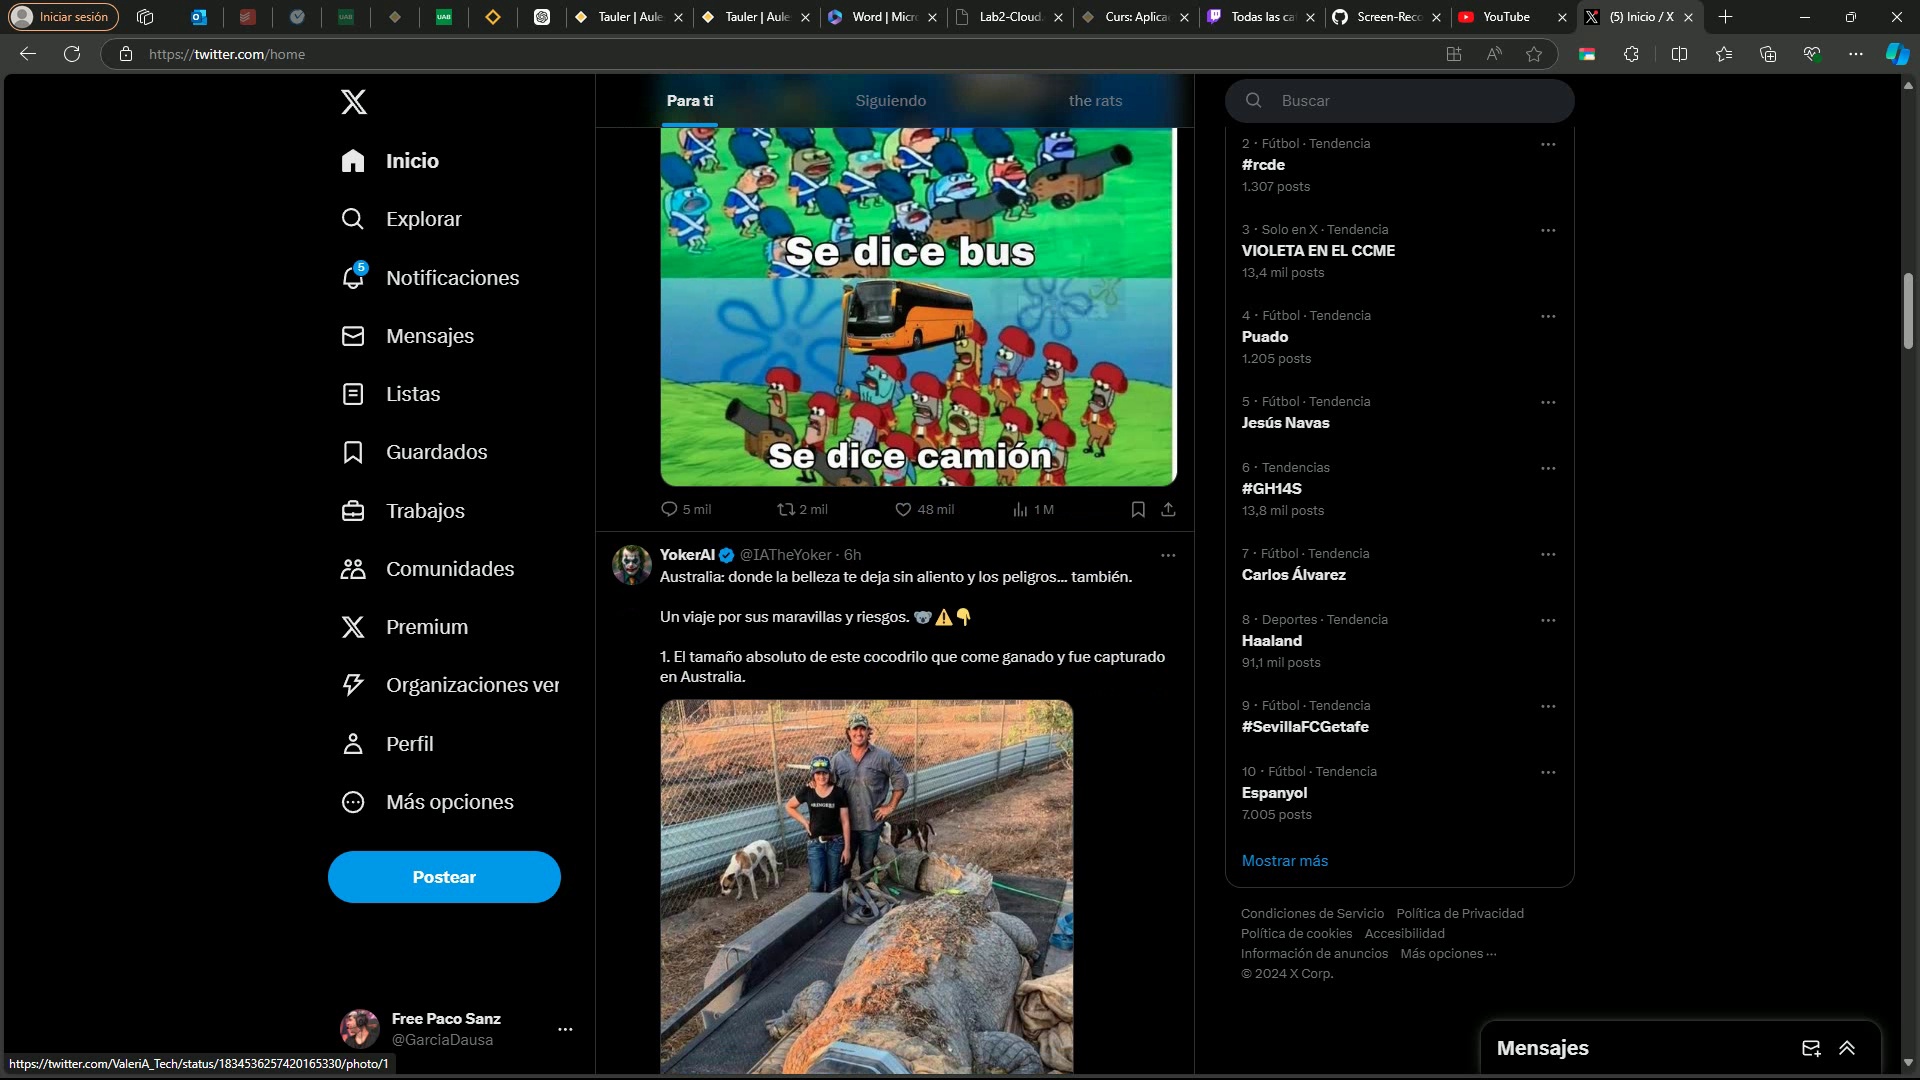 Iniciar sesión
Tauler | Aule
Tauler | Aule
Word | Micr
Lab2-Cloud
Curs: Aplica
Todas las ca
Screen-Reco
YouTube
(5) Inicio / X
https://twitter.com/home
Inicio
Explorar
5
Notificaciones
Mensajes
Listas
Guardados
Trabajos
Comunidades
Premium
Organizaciones ver
Perfil
Más opciones
Postear
Free Paco Sanz
@GarciaDausa
https://twitter.com/ValeriA_Tech/status/1834536257420165330/photo/1
Para ti
Siguiendo
the rats
Se dice bus
Se dice camión
5 mil
2 mil
48 mil
1 M
YokerAI @IATheYoker · 6h
Australia: donde la belleza te deja sin aliento y los peligros... también.
Un viaje por sus maravillas y riesgos. 🐨⚠️👇
1. El tamaño absoluto de este cocodrilo que come ganado y fue capturado
en Australia.
Buscar
2 · Fútbol · Tendencia
#rcde
1.307 posts
3 · Solo en X · Tendencia
VIOLETA EN EL CCME
13,4 mil posts
4 · Fútbol · Tendencia
Puado
1.205 posts
5 · Fútbol · Tendencia
Jesús Navas
6 · Tendencias
#GH14S
13,8 mil posts
7 · Fútbol · Tendencia
Carlos Álvarez
8 · Deportes · Tendencia
Haaland
91,1 mil posts
9 · Fútbol · Tendencia
#SevillaFCGetafe
10 · Fútbol · Tendencia
Espanyol
7.005 posts
Mostrar más
Condiciones de Servicio Política de Privacidad
Política de cookies Accesibilidad
Información de anuncios Más opciones ···
© 2024 X Corp.
Mensajes